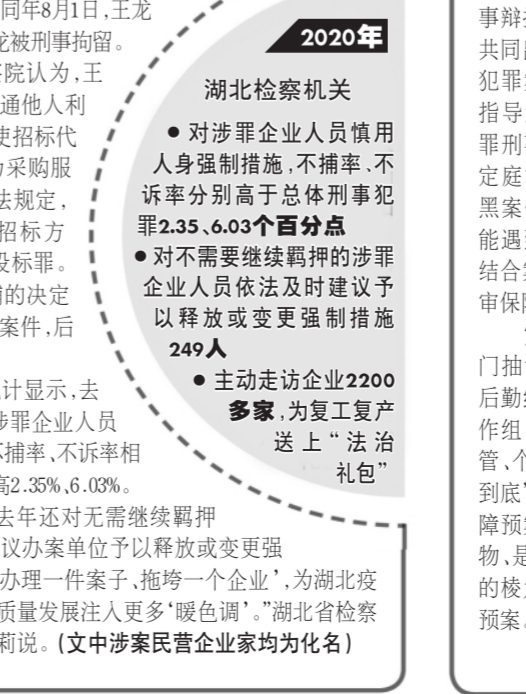 同年8月1日,王龙
龙被刑事拘留。
察院认为,王
通他人利
使招标代
为采购服
法规定,
招标方
投标罪。
捕的决定
案件,后
计显示,去
涉罪企业人员
不捕率、不诉率相
高2.35%、6.03%。
去年还对无需继续羁押
议办案单位予以释放或变更强
办理一件案子、拖垮一个企业’,为湖北疫
质量发展注入更多‘暖色调’。”湖北省检察
莉说。(文中涉案民营企业家均为化名)
2020年
湖北检察机关
● 对涉罪企业人员慎用
人身强制措施,不捕率、不
诉率分别高于总体刑事犯
罪2.35、6.03个百分点
● 对不需要继续羁押的涉罪
企业人员依法及时建议予
以释放或变更强制措施
249人
● 主动走访企业2200
多家,为复工复产
送上“法治
礼包”
事辩
共同
犯罪
指导
罪刑
定庭
黑案
能遇
结合
审保
门抽
后勤
作组
管、个
到底’
障预
物、是
的棱
预案。